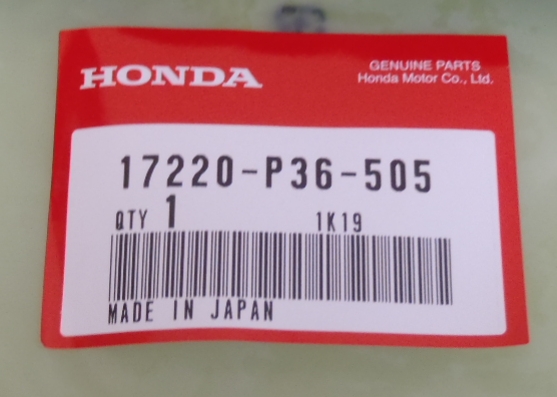 HONDA
GENUINE PARTS
Honda Motor Co., Ltd.
17220-P36-505
QTY 1 1K19
MADE IN JAPAN